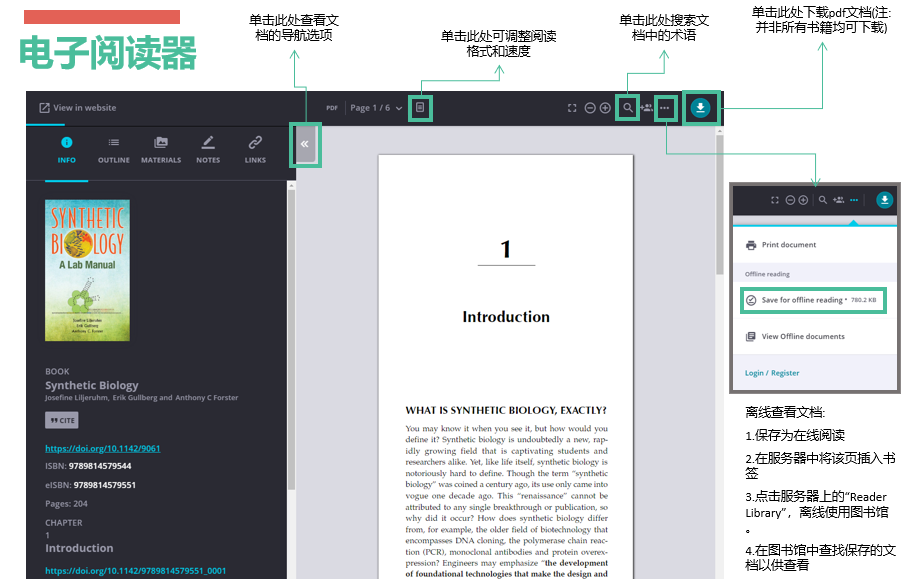 电子阅读器
单击此处查看文
档的导航选项
单击此处可调整阅读
格式和速度
单击此处搜索文
档中的术语
单击此处下载pdf文档(注:
并非所有书籍均可下载)
View in website
PDF
Page 1 / 6
INFO
OUTLINE
MATERIALS
NOTES
LINKS
«
SYNTHETIC
BIOLOGY
A Lab Manual
Josefine Liljeruhm
Erik Gullberg
Anthony C Forster
BOOK
Synthetic Biology
Josefine Liljeruhm, Erik Gullberg and Anthony C Forster
CITE
https://doi.org/10.1142/9061
ISBN: 9789814579544
eISBN: 9789814579551
Pages: 204
CHAPTER
1
Introduction
https://doi.org/10.1142/9789814579551_0001
1
Introduction
WHAT IS SYNTHETIC BIOLOGY, EXACTLY?
You may know it when you see it, but how would you
define it? Synthetic biology is undoubtedly a new, rap-
idly growing field that is captivating students and
researchers alike. Yet, like life itself, synthetic biology is
notoriously hard to define. Though the term “synthetic
biology” was coined a century ago, its use only came into
vogue one decade ago. This “renaissance” cannot be
attributed to any single breakthrough or publication, so
why did it occur? How does synthetic biology differ
from, for example, the older field of biotechnology that
encompasses DNA cloning, the polymerase chain reac-
tion (PCR), monoclonal antibodies and protein overex-
pression? Engineers may emphasize “the development
of foundational technologies that make the design and
Print document
Offline reading
Save for offline reading • 780.2 KB
View Offline documents
Login / Register
离线查看文档:
1.保存为在线阅读
2.在服务器中将该页插入书
签
3.点击服务器上的“Reader
Library”，离线使用图书馆
。
4.在图书馆中查找保存的文
档以供查看